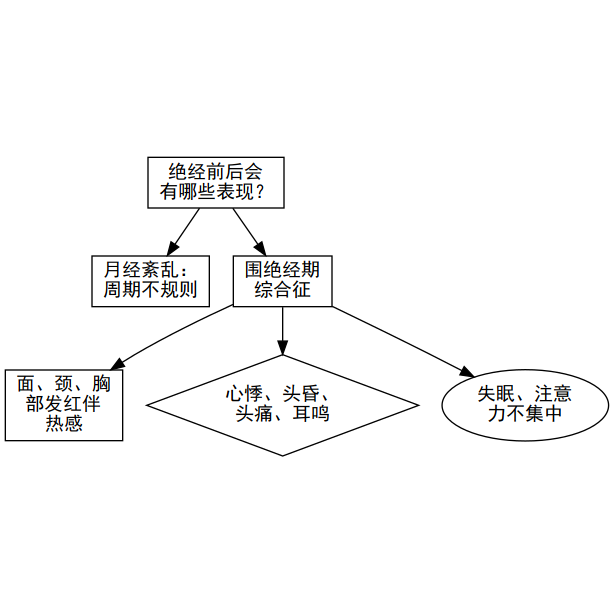 绝经前后会
有哪些表现？
月经紊乱：
周期不规则
围绝经期
综合征
面、颈、胸
部发红伴
热感
心悸、头昏、
头痛、耳鸣
失眠、注意
力不集中